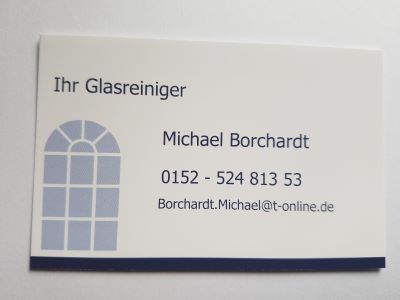 Ihr Glasreiniger
Michael Borchardt
0152 - 524 813 53
Borchardt.Michael@t-online.de